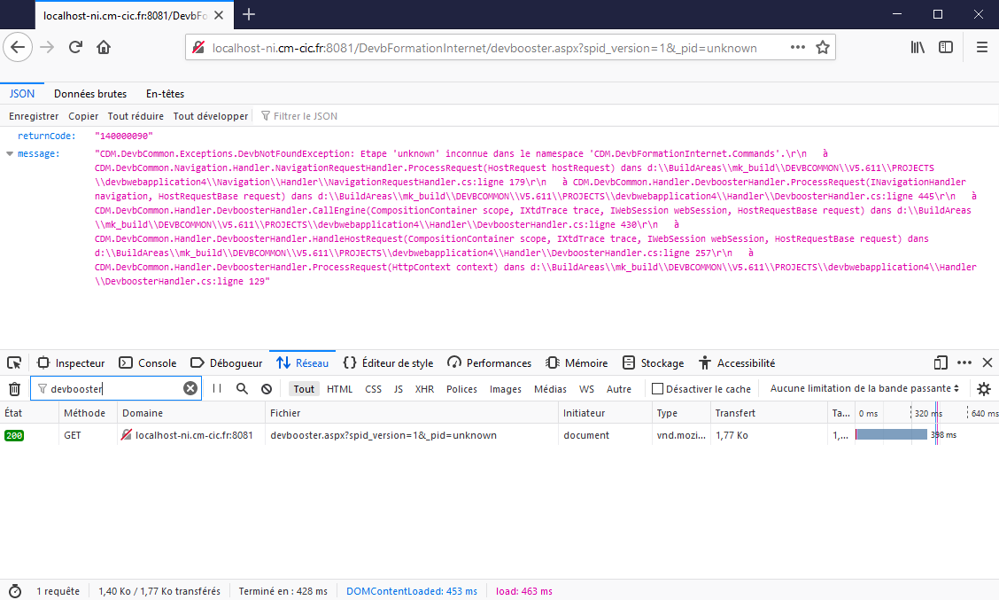 localhost-ni.cm-cic.fr:8081/DevbFo
localhost-ni.cm-cic.fr:8081/DevbFormationInternet/devbooster.aspx?spid_version=1&_pid=unknown
JSON Données brutes En-têtes
Enregistrer Copier Tout réduire Tout développer Filtrer le JSON
returnCode: "140000090"
message: "CDM.DevbCommon.Exceptions.DevbNotFoundException: Etape 'unknown' inconnue dans le namespace 'CDM.DevbFormationInternet.Commands'.\r\n à
CDM.DevbCommon.Navigation.Handler.NavigationRequestHandler.ProcessRequest(HostRequest hostRequest) dans d:\\BuildAreas\\mk_build\\DEVBCOMMON\\V5.611\\PROJECTS
\\devbwebapplication4\\Navigation\\Handler\\NavigationRequestHandler.cs:ligne 179\r\n à CDM.DevbCommon.Handler.DevboosterHandler.ProcessRequest(INavigationHandler
navigation, HostRequestBase request) dans d:\\BuildAreas\\mk_build\\DEVBCOMMON\\V5.611\\PROJECTS\\devbwebapplication4\\Handler\\DevboosterHandler.cs:ligne 445\r\n à
CDM.DevbCommon.Handler.DevboosterHandler.CallEngine(CompositionContainer scope, IXtdTrace trace, IWebSession webSession, HostRequestBase request) dans d:\\BuildAreas
\\mk_build\\DEVBCOMMON\\V5.611\\PROJECTS\\devbwebapplication4\\Handler\\DevboosterHandler.cs:ligne 430\r\n à
CDM.DevbCommon.Handler.DevboosterHandler.HandleHostRequest(CompositionContainer scope, IXtdTrace trace, IWebSession webSession, HostRequestBase request) dans
d:\\BuildAreas\\mk_build\\DEVBCOMMON\\V5.611\\PROJECTS\\devbwebapplication4\\Handler\\DevboosterHandler.cs:ligne 257\r\n à
CDM.DevbCommon.Handler.DevboosterHandler.ProcessRequest(HttpContext context) dans d:\\BuildAreas\\mk_build\\DEVBCOMMON\\V5.611\\PROJECTS\\devbwebapplication4\\Handler
\\DevboosterHandler.cs:ligne 129"
Inspecteur Console Débogueur Réseau Éditeur de style Performances Mémoire Stockage Accessibilité
devbooster Tout HTML CSS JS XHR Polices Images Médias WS Autre Désactiver le cache Aucune limitation de la bande passante
État Méthode Domaine Fichier Initiateur Type Transfert Ta... 0 ms 320 ms 640 ms
200 GET localhost-ni.cm-cic.fr:8081 devbooster.aspx?spid_version=1&_pid=unknown document vnd.mozi... 1,77 Ko 1,... 398 ms
1 requête 1,40 Ko / 1,77 Ko transférés Terminé en : 428 ms DOMContentLoaded: 453 ms load: 463 ms